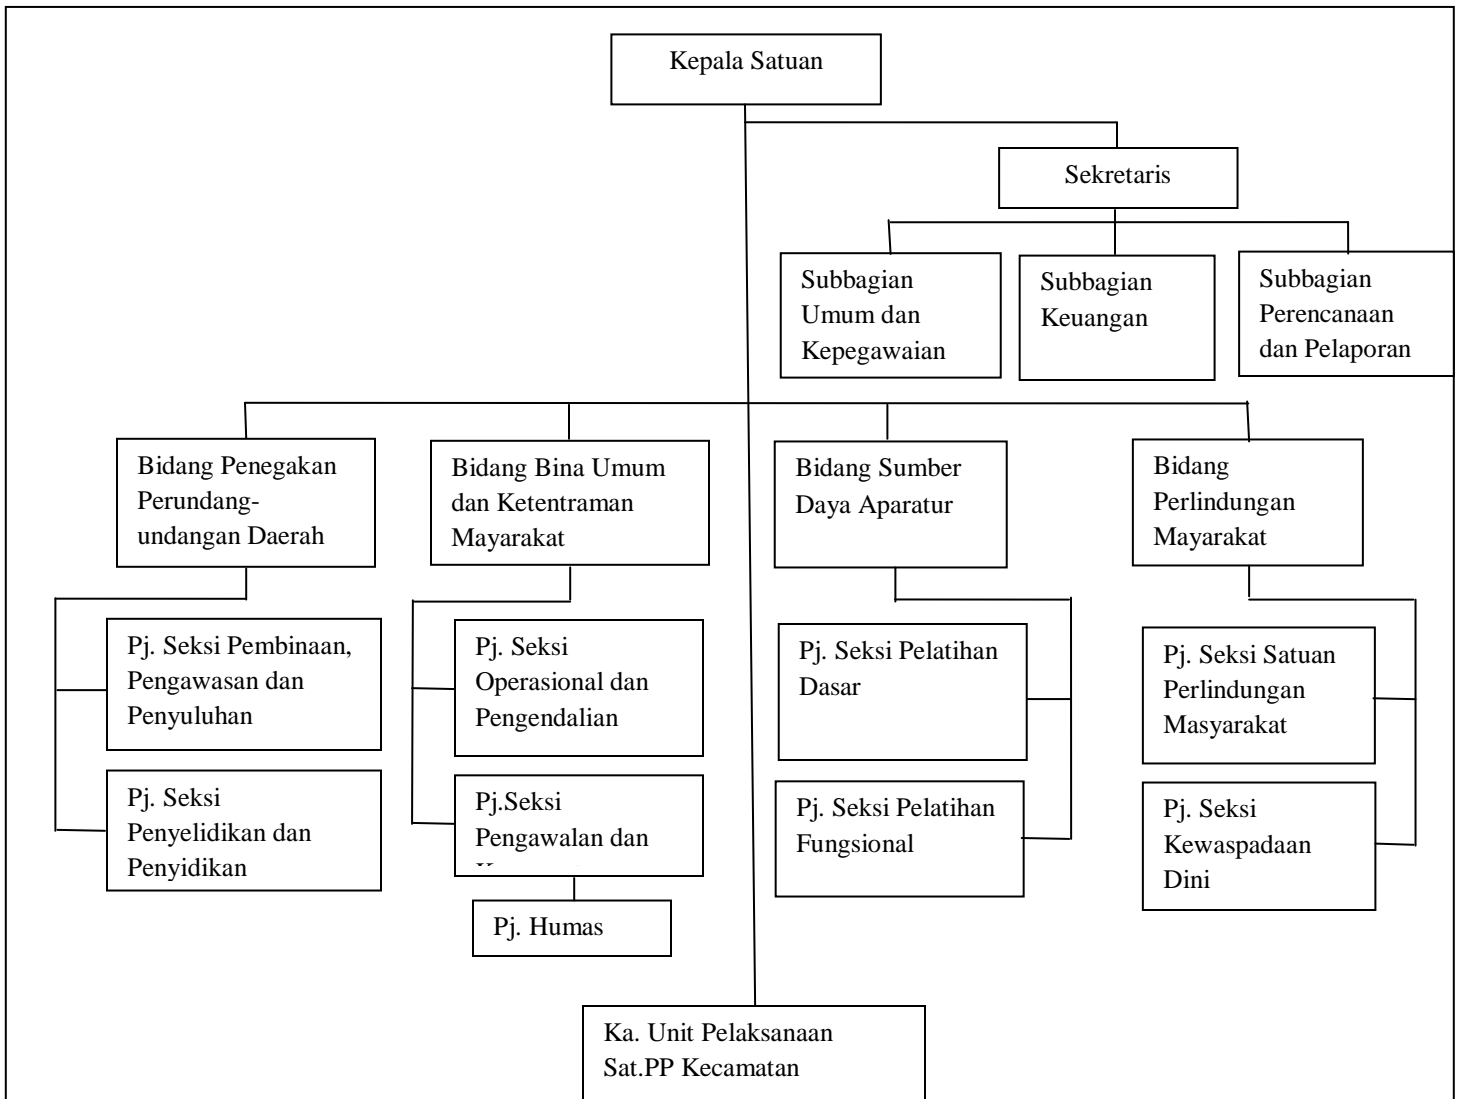 Kepala Satuan
Sekretaris
Subbagian
Umum dan
Kepegawaian
Subbagian
Keuangan
Subbagian
Perencanaan
dan Pelaporan
Bidang Penegakan
Perundang-
undangan Daerah
Bidang Bina Umum
dan Ketentraman
Mayarakat
Bidang Sumber
Daya Aparatur
Bidang
Perlindungan
Mayarakat
Pj. Seksi Pembinaan,
Pengawasan dan
Penyuluhan
Pj. Seksi
Operasional dan
Pengendalian
Pj. Seksi Pelatihan
Dasar
Pj. Seksi Satuan
Perlindungan
Masyarakat
Pj. Seksi
Penyelidikan dan
Penyidikan
Pj.Seksi
Pengawalan dan
Pj. Seksi Pelatihan
Fungsional
Pj. Seksi
Kewaspadaan
Dini
Pj. Humas
Ka. Unit Pelaksanaan
Sat.PP Kecamatan